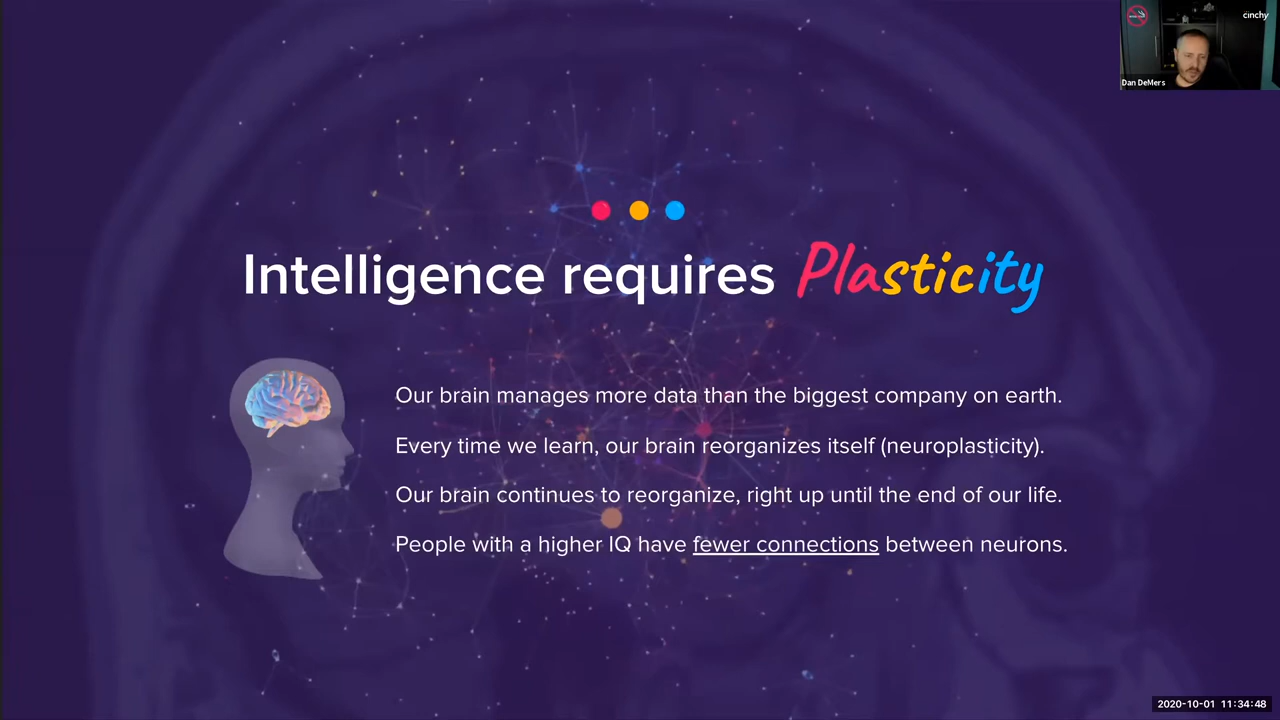 cinchy
Dan DeMers
Intelligence requires Plasticity
Our brain manages more data than the biggest company on earth.
Every time we learn, our brain reorganizes itself (neuroplasticity).
Our brain continues to reorganize, right up until the end of our life.
People with a higher IQ have fewer connections between neurons.
2020-10-01 11:34:48